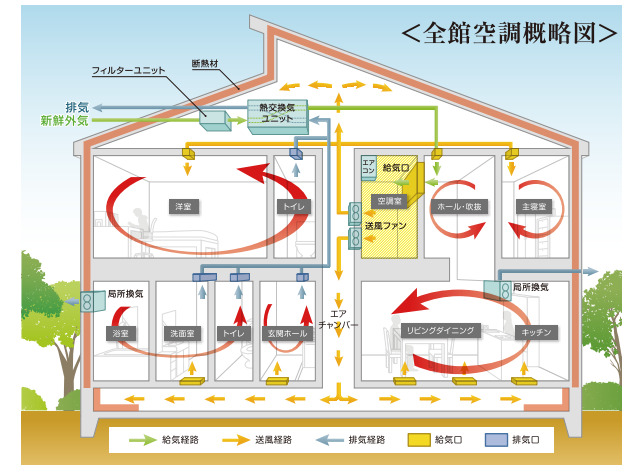 ＜全館空調概略図＞
断熱材
フィルターユニット
排気
新鮮外気
熱交換気
ユニット
エアコン
給気口
洋室
トイレ
空調室
ホール・吹抜
主寝室
送風ファン
局所換気
局所換気
エア
チャンバー
浴室
洗面室
トイレ
玄関ホール
リビングダイニング
キッチン
給気経路
送風経路
排気経路
給気口
排気口